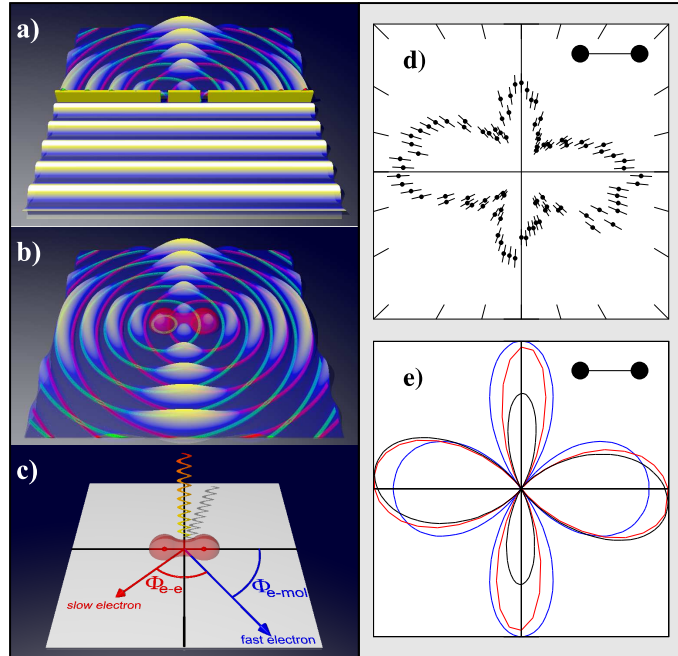 a)
b)
c)
Φe-e
Φe-mol
slow electron
fast electron
d)
e)